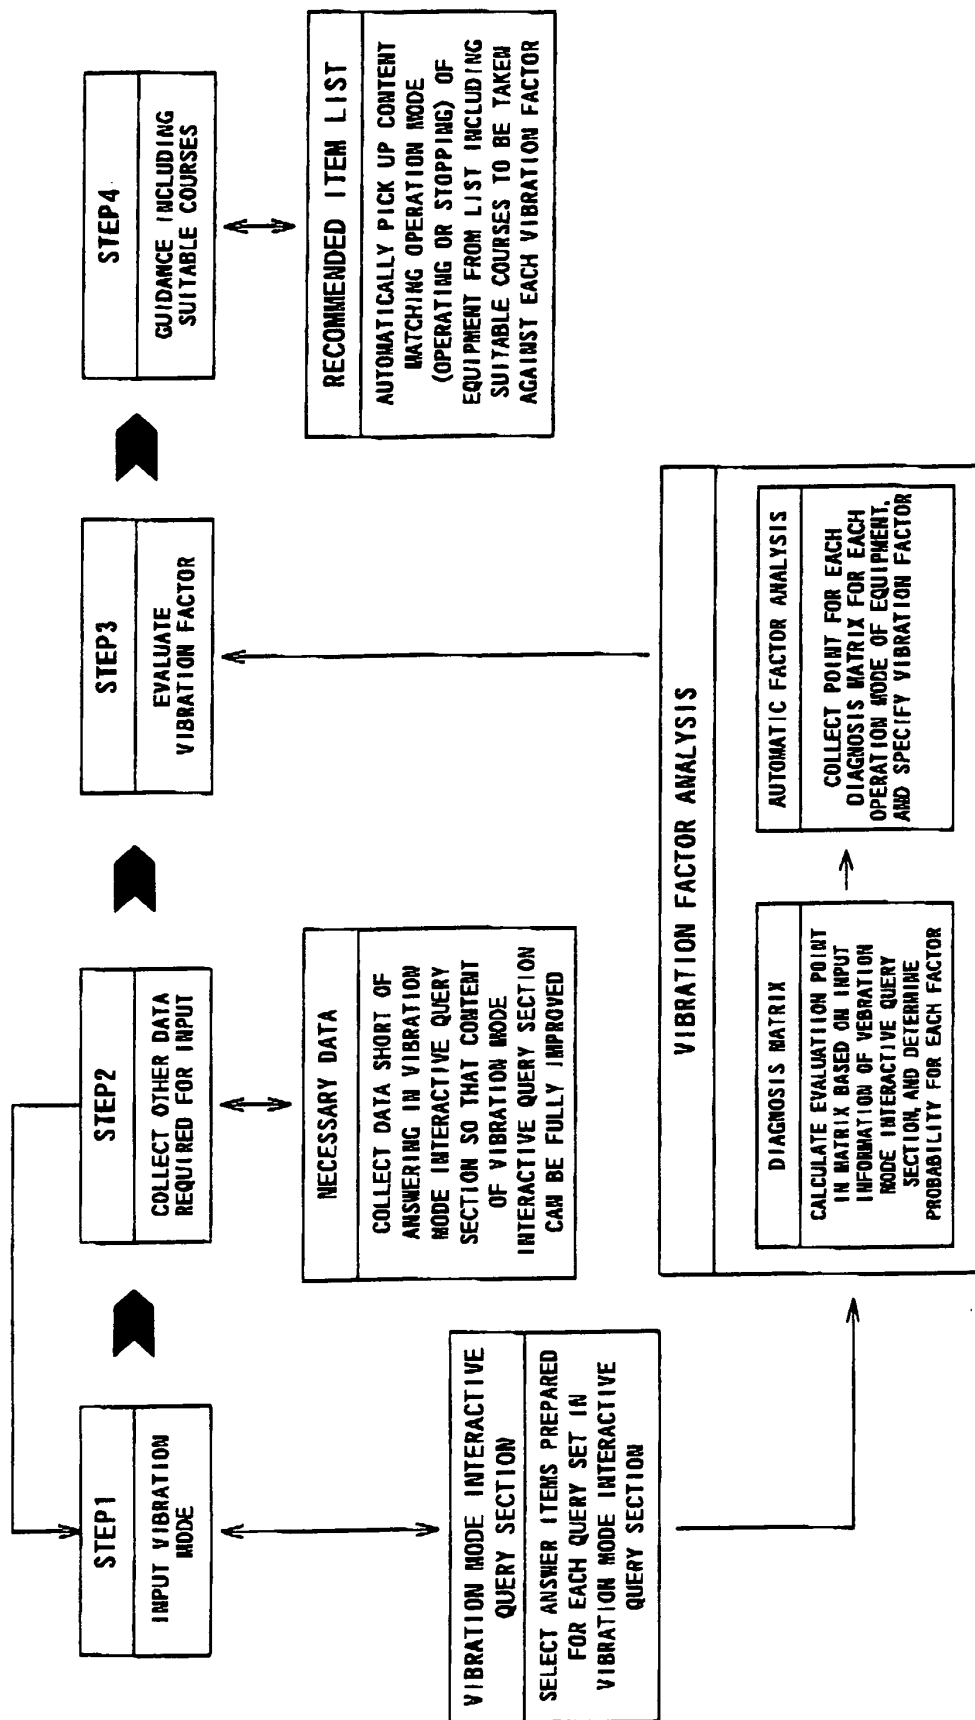 STEP1
INPUT VIBRATION
MODE
STEP2
COLLECT OTHER DATA
REQUIRED FOR INPUT
STEP3
EVALUATE
VIBRATION FACTOR
STEP4
GUIDANCE INCLUDING
SUITABLE COURSES
VIBRATION MODE INTERACTIVE
QUERY SECTION
SELECT ANSWER ITEMS PREPARED
FOR EACH QUERY SET IN
VIBRATION MODE INTERACTIVE
QUERY SECTION
NECESSARY DATA
COLLECT DATA SHORT OF
ANSWERING IN VIBRATION
MODE INTERACTIVE QUERY
SECTION SO THAT CONTENT
OF VIBRATION MODE
INTERACTIVE QUERY SECTION
CAN BE FULLY IMPROVED
RECOMMENDED ITEM LIST
AUTOMATICALLY PICK UP CONTENT
MATCHING OPERATION MODE
(OPERATING OR STOPPING) OF
EQUIPMENT FROM LIST INCLUDING
SUITABLE COURSES TO BE TAKEN
AGAINST EACH VIBRATION FACTOR
VIBRATION FACTOR ANALYSIS
DIAGNOSIS MATRIX
CALCULATE EVALUATIION POINT
IN MATRIX BASED ON INPUT
INFORMATION OF VEBRATION
MODE INTERACTIVE QUERY
SECTION, AND DETERMINE
PROBABILITY FOR EACH FACTOR
AUTOMATIC FACTOR ANALYSIS
COLLECT POINT FOR EACH
DIAGNOSIS MATRIX FOR EACH
OPERATION MODE OF EQUIPMENT,
AND SPECIFY VIBRATION FACTOR